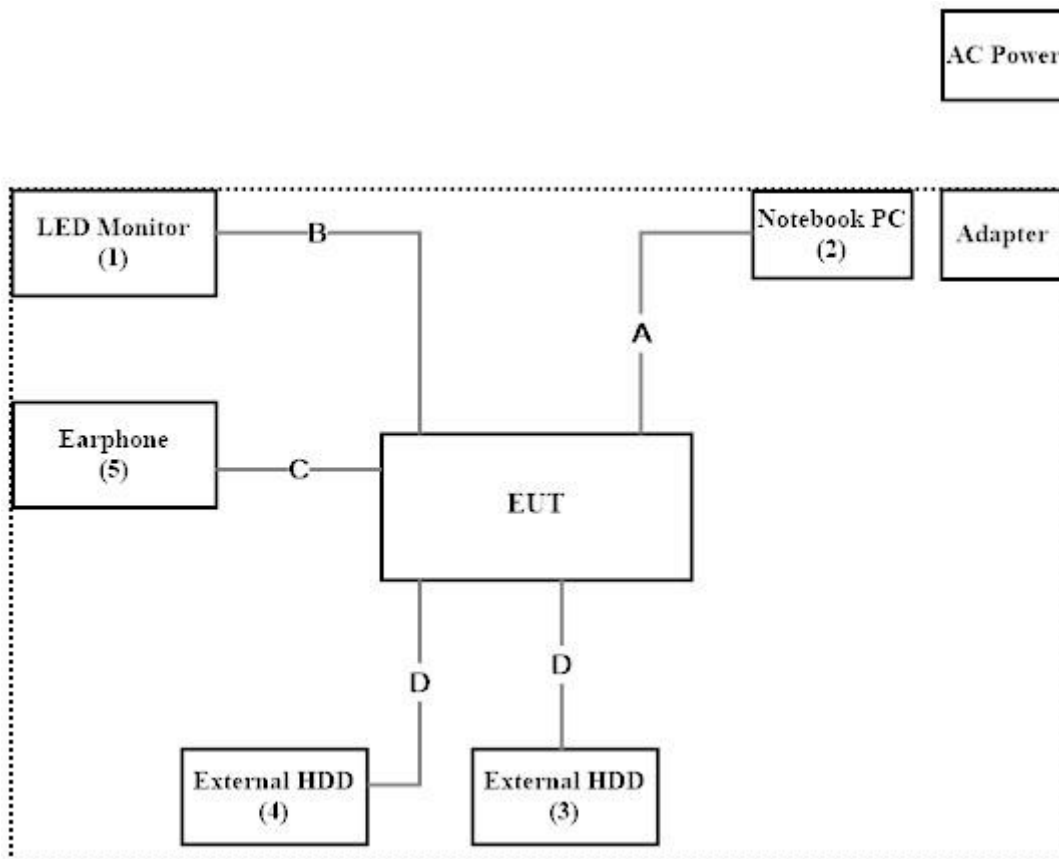 AC Power
LED Monitor
(1)
B
Notebook PC
(2)
Adapter
A
Earphone
(5)
C
EUT
D
D
External HDD
(4)
External HDD
(3)